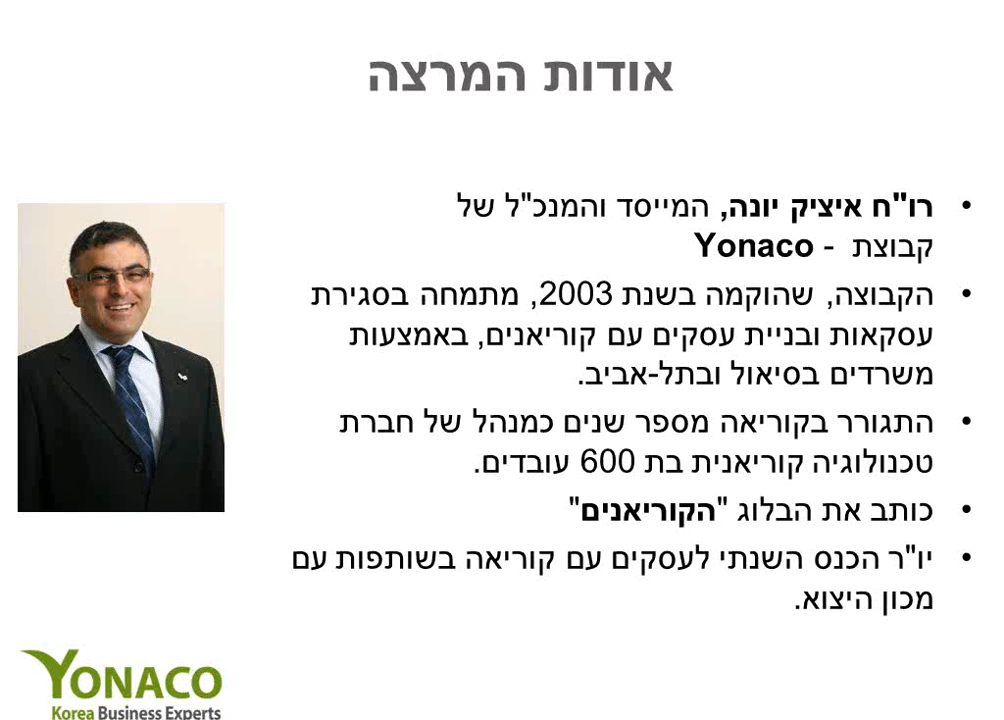 אודות המרצה
• רו"ח איציק יונה, המייסד והמנכ"ל של
קבוצת - Yonaco
• הקבוצה, שהוקמה בשנת 2003, מתמחה בסגירת
עסקאות ובניית עסקים עם קוריאנים, באמצעות
משרדים בסיאול ובתל-אביב.
• התגורר בקוריאה מספר שנים כמנהל של חברת
טכנולוגיה קוריאנית בת 600 עובדים.
• כותב את הבלוג "הקוריאנים"
• יו"ר הכנס השנתי לעסקים עם קוריאה בשותפות עם
מכון היצוא.
YONACO
Korea Business Experts